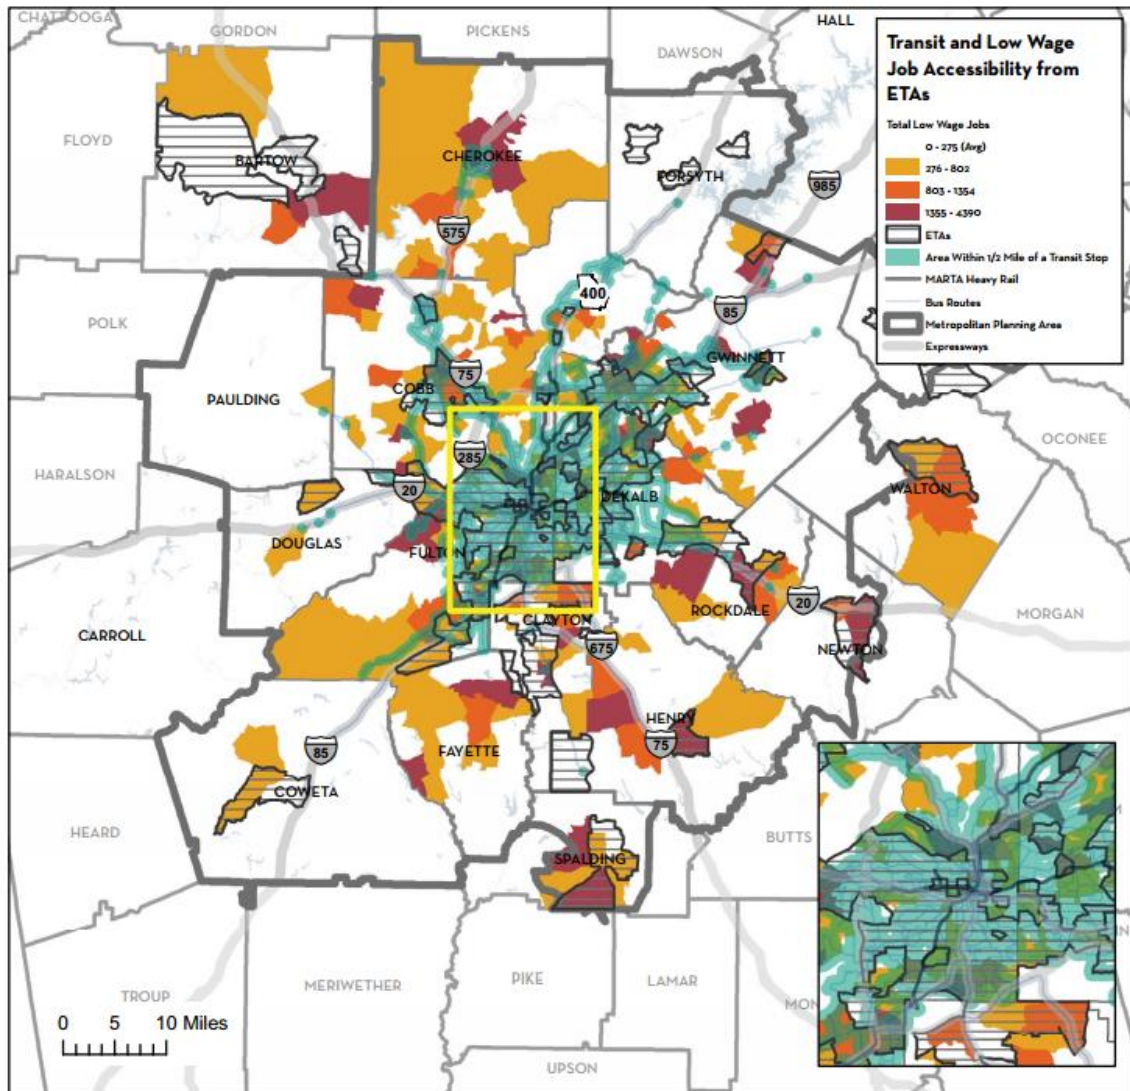 CHATTOOGA
GORDON
PICKENS
DAWSON
HALL
Transit and Low Wage
Job Accessibility from
ETAs
Total Low Wage Jobs
0 - 275 (Avg)
276 - 802
803 - 1354
1355 - 4390
ETAs
Area Within 1/2 Mile of a Transit Stop
MARTA Heavy Rail
Bus Routes
Metropolitan Planning Area
Expressways
FLOYD
BARTOW
CHEROKEE
FORSYTH
985
575
400
85
POLK
GWINNETT
75
COBB
PAULDING
OCONEE
285
HARALSON
20
DEKALB
WALTON
DOUGLAS
FULTON
ROCKDALE
20
MORGAN
CLAYTON
CARROLL
675
NEWTON
HENRY
85
FAYETTE
75
COWETA
HEARD
BUTTS
SPALDING
TROUP
MERIWETHER
PIKE
LAMAR
MON
0 5 10 Miles
UPSON